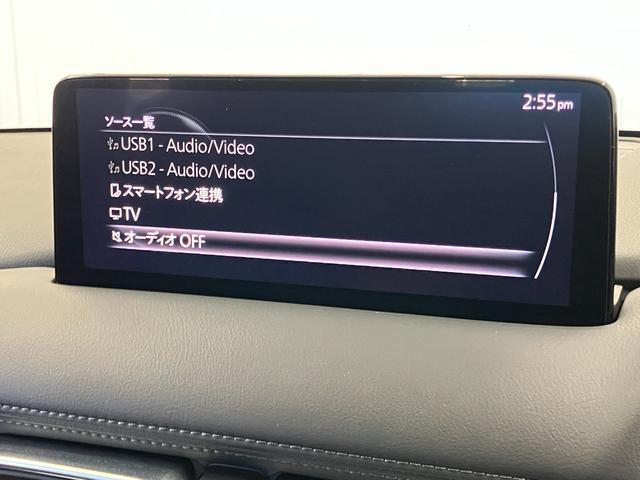 2:55pm
ソース一覧
USB1 - Audio/Video
USB2 - Audio/Video
スマートフォン連携
TV
オーディオ OFF